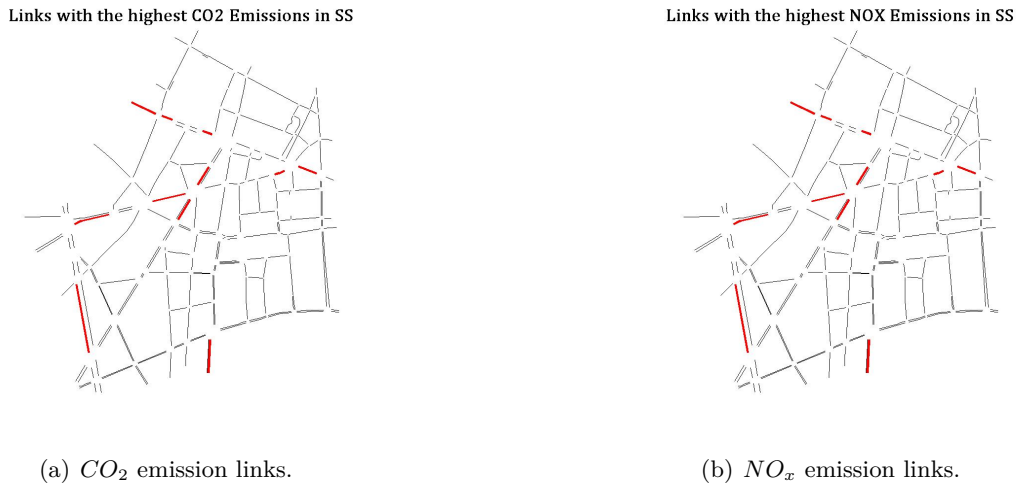 Links with the highest CO2 Emissions in SS
Links with the highest NOX Emissions in SS
(a) CO₂ emission links.
(b) NOₓ emission links.